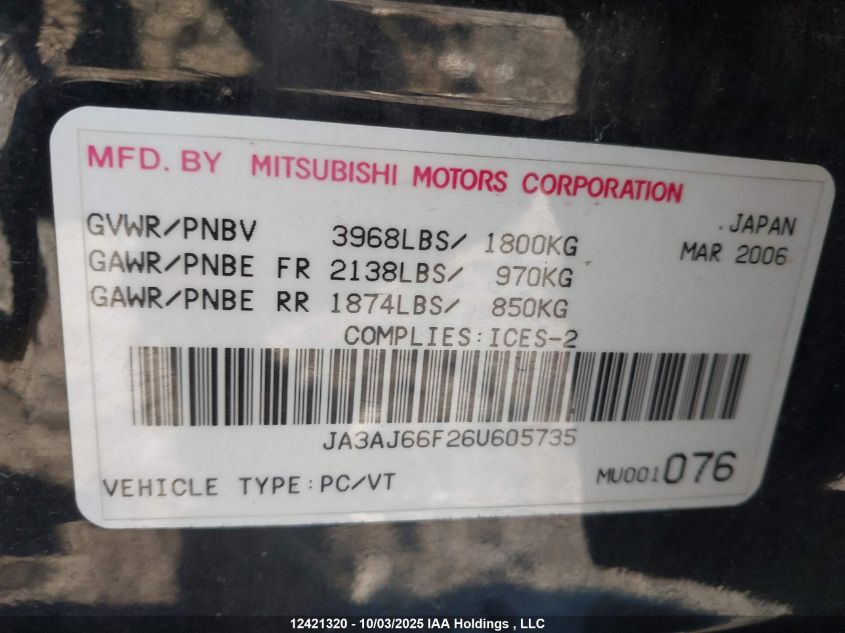 MFD. BY MITSUBISHI MOTORS CORPORATION
JAPAN
GVWR/PNBV 3968LBS/ 1800KG
MAR 2006
GAWR/PNBE FR 2138LBS/ 970KG
GAWR/PNBE RR 1874LBS/ 850KG
COMPLIES:ICES-2
JA3AJ66F26U605735
VEHICLE TYPE:PC/VT
MU001076
12421320 - 10/03/2025 IAA Holdings , LLC